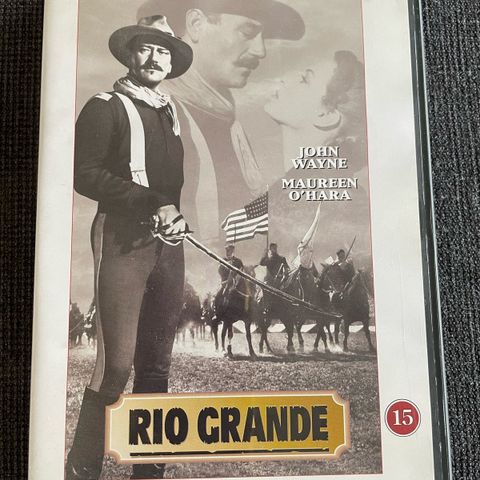 JOHN
WAYNE
MAUREEN
O'HARA
RIO GRANDE
15